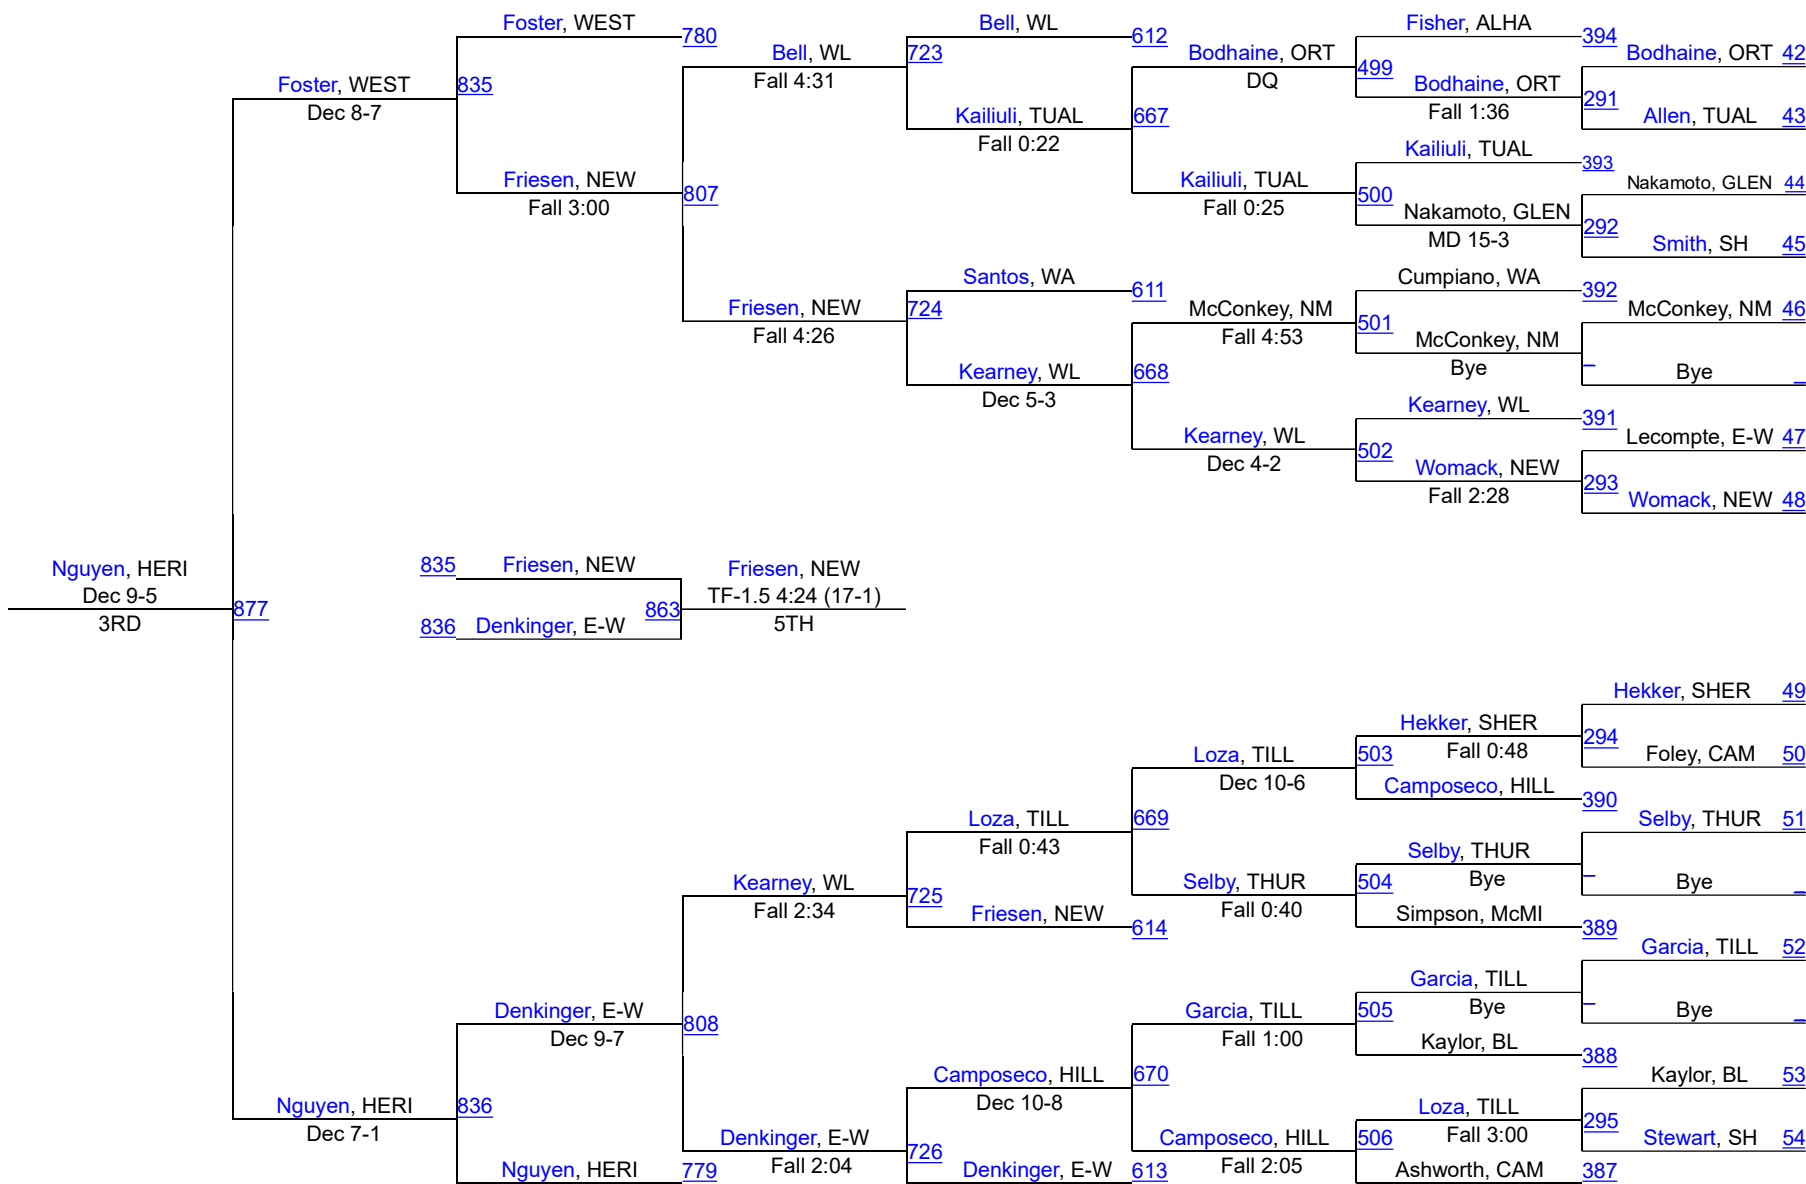 Foster, WEST
780
Foster, WEST
Dec 8-7
835
Friesen, NEW
Fall 3:00
807
Bell, WL
Fall 4:31
723
Bell, WL
612
Kailiuli, TUAL
Fall 0:22
667
Bodhaine, ORT
DQ
499
Fisher, ALHA
394
Bodhaine, ORT
Fall 1:36
291
Bodhaine, ORT 42
Allen, TUAL 43
Kailiuli, TUAL
Fall 0:25
500
Kailiuli, TUAL
393
Nakamoto, GLEN
MD 15-3
292
Nakamoto, GLEN 44
Smith, SH 45
Friesen, NEW
Fall 4:26
724
Santos, WA
611
Kearney, WL
Dec 5-3
668
McConkey, NM
Fall 4:53
501
Cumpiano, WA
392
McConkey, NM
Bye
_
McConkey, NM 46
Bye _
Kearney, WL
Dec 4-2
502
Kearney, WL
391
Womack, NEW
Fall 2:28
293
Lecompte, E-W 47
Womack, NEW 48
Nguyen, HERI
Dec 9-5
3RD
877
835 Friesen, NEW
836 Denkinger, E-W
863
Friesen, NEW
TF-1.5 4:24 (17-1)
5TH
Nguyen, HERI
Dec 7-1
836
Denkinger, E-W
Dec 9-7
808
Nguyen, HERI
779
Kearney, WL
Fall 2:34
725
Loza, TILL
Fall 0:43
669
Friesen, NEW
614
Loza, TILL
Dec 10-6
503
Hekker, SHER
Fall 0:48
294
Hekker, SHER 49
Foley, CAM 50
Camposeco, HILL
390
Selby, THUR
Fall 0:40
504
Selby, THUR
Bye
_
Selby, THUR 51
Bye _
Simpson, McMI
389
Denkinger, E-W
Fall 2:04
726
Camposeco, HILL
Dec 10-8
670
Denkinger, E-W
613
Garcia, TILL
Fall 1:00
505
Garcia, TILL
Bye
_
Garcia, TILL 52
Bye _
Kaylor, BL
388
Camposeco, HILL
Fall 2:05
506
Loza, TILL
Fall 3:00
295
Kaylor, BL 53
Stewart, SH 54
Ashworth, CAM
387